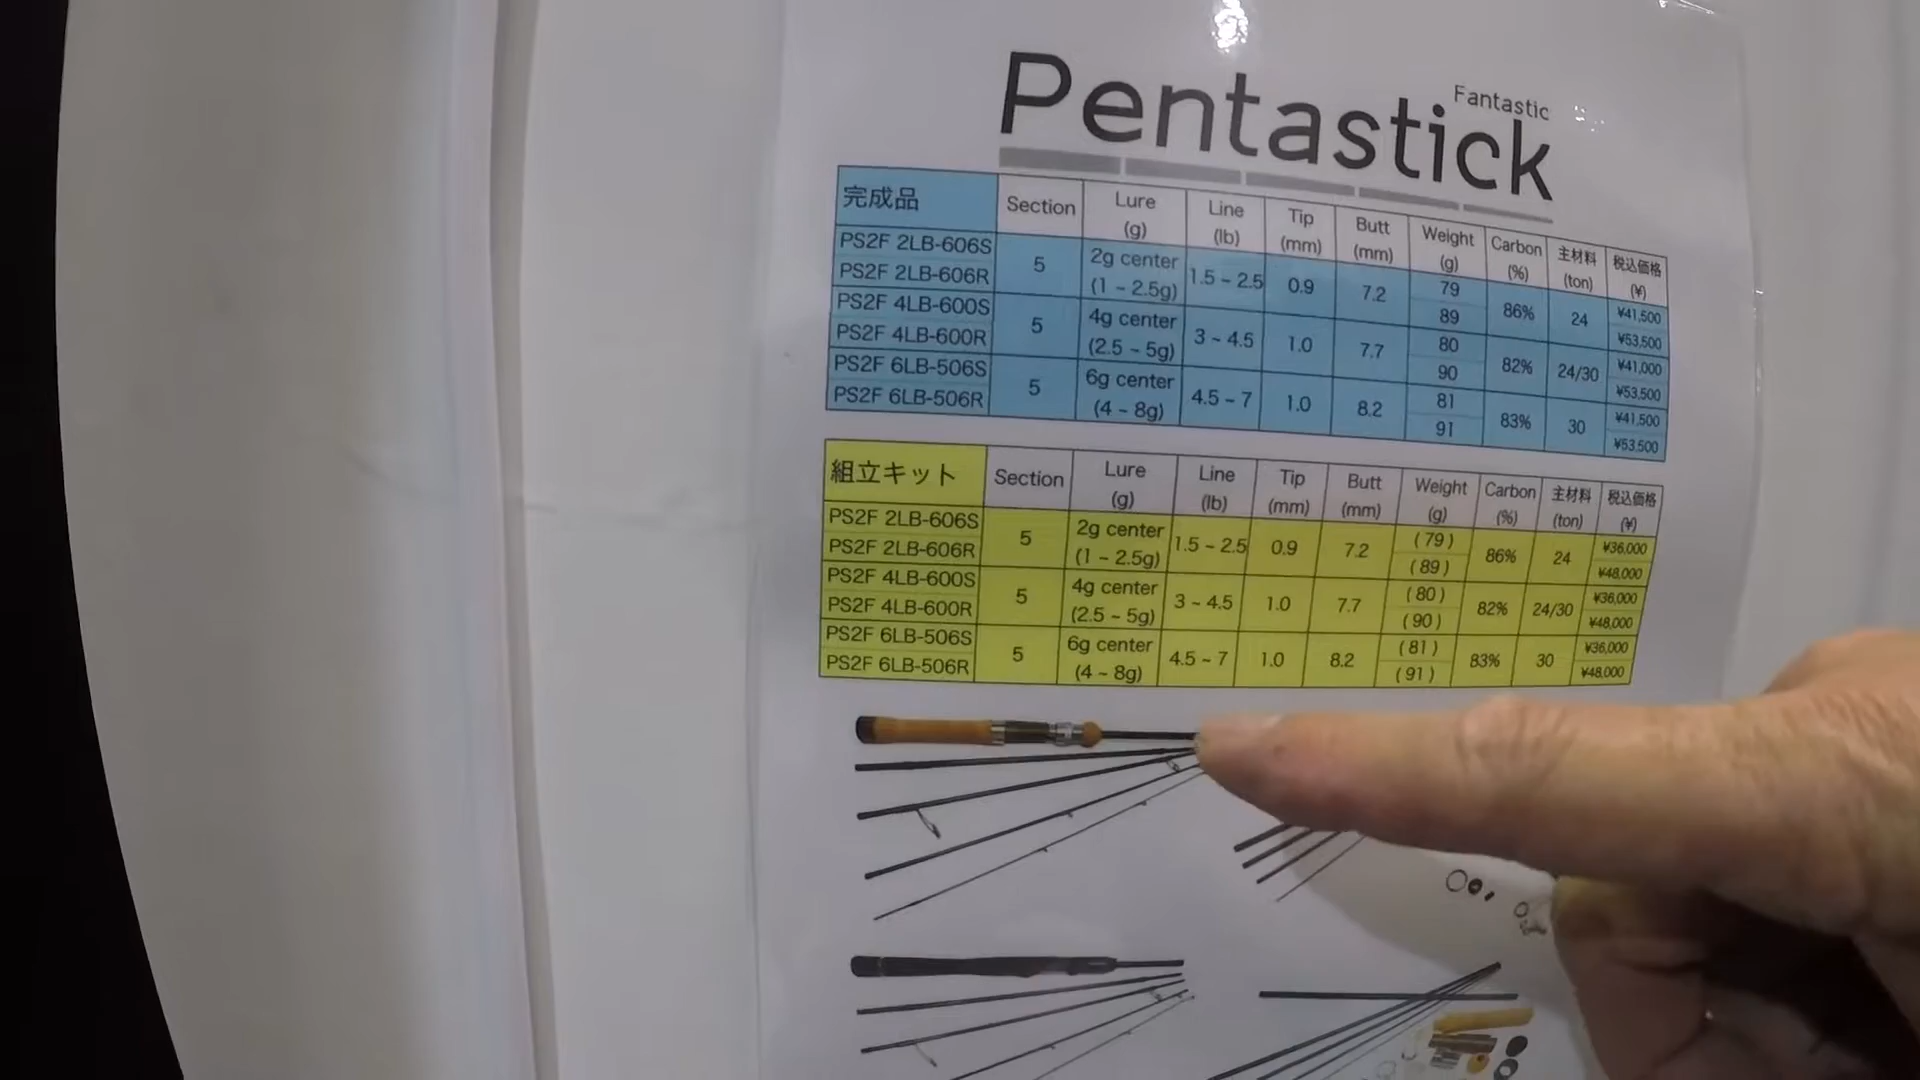 Fantastic
Pentastick
完成品 Section Lure (g) Line (lb) Tip (mm) Butt (mm) Weight (g) Carbon (%) 主材料 (ton) 税込価格 (¥)
PS2F 2LB-606S 5 2g center (1 ~ 2.5g) 1.5 ~ 2.5 0.9 7.2 79 86% 24 ¥41,500
PS2F 2LB-606R 89 ¥53,500
PS2F 4LB-600S 5 4g center (2.5 ~ 5g) 3 ~ 4.5 1.0 7.7 80 82% 24/30 ¥41,000
PS2F 4LB-600R 90 ¥53,500
PS2F 6LB-506S 5 6g center (4 ~ 8g) 4.5 ~ 7 1.0 8.2 81 83% 30 ¥41,500
PS2F 6LB-506R 91 ¥53,500
組立キット Section Lure (g) Line (lb) Tip (mm) Butt (mm) Weight (g) Carbon (%) 主材料 (ton) 税込価格 (¥)
PS2F 2LB-606S 5 2g center (1 ~ 2.5g) 1.5 ~ 2.5 0.9 7.2 (79) 86% 24 ¥36,000
PS2F 2LB-606R (89) ¥48,000
PS2F 4LB-600S 5 4g center (2.5 ~ 5g) 3 ~ 4.5 1.0 7.7 (80) 82% 24/30 ¥36,000
PS2F 4LB-600R (90) ¥48,000
PS2F 6LB-506S 5 6g center (4 ~ 8g) 4.5 ~ 7 1.0 8.2 (81) 83% 30 ¥36,000
PS2F 6LB-506R (91) ¥48,000